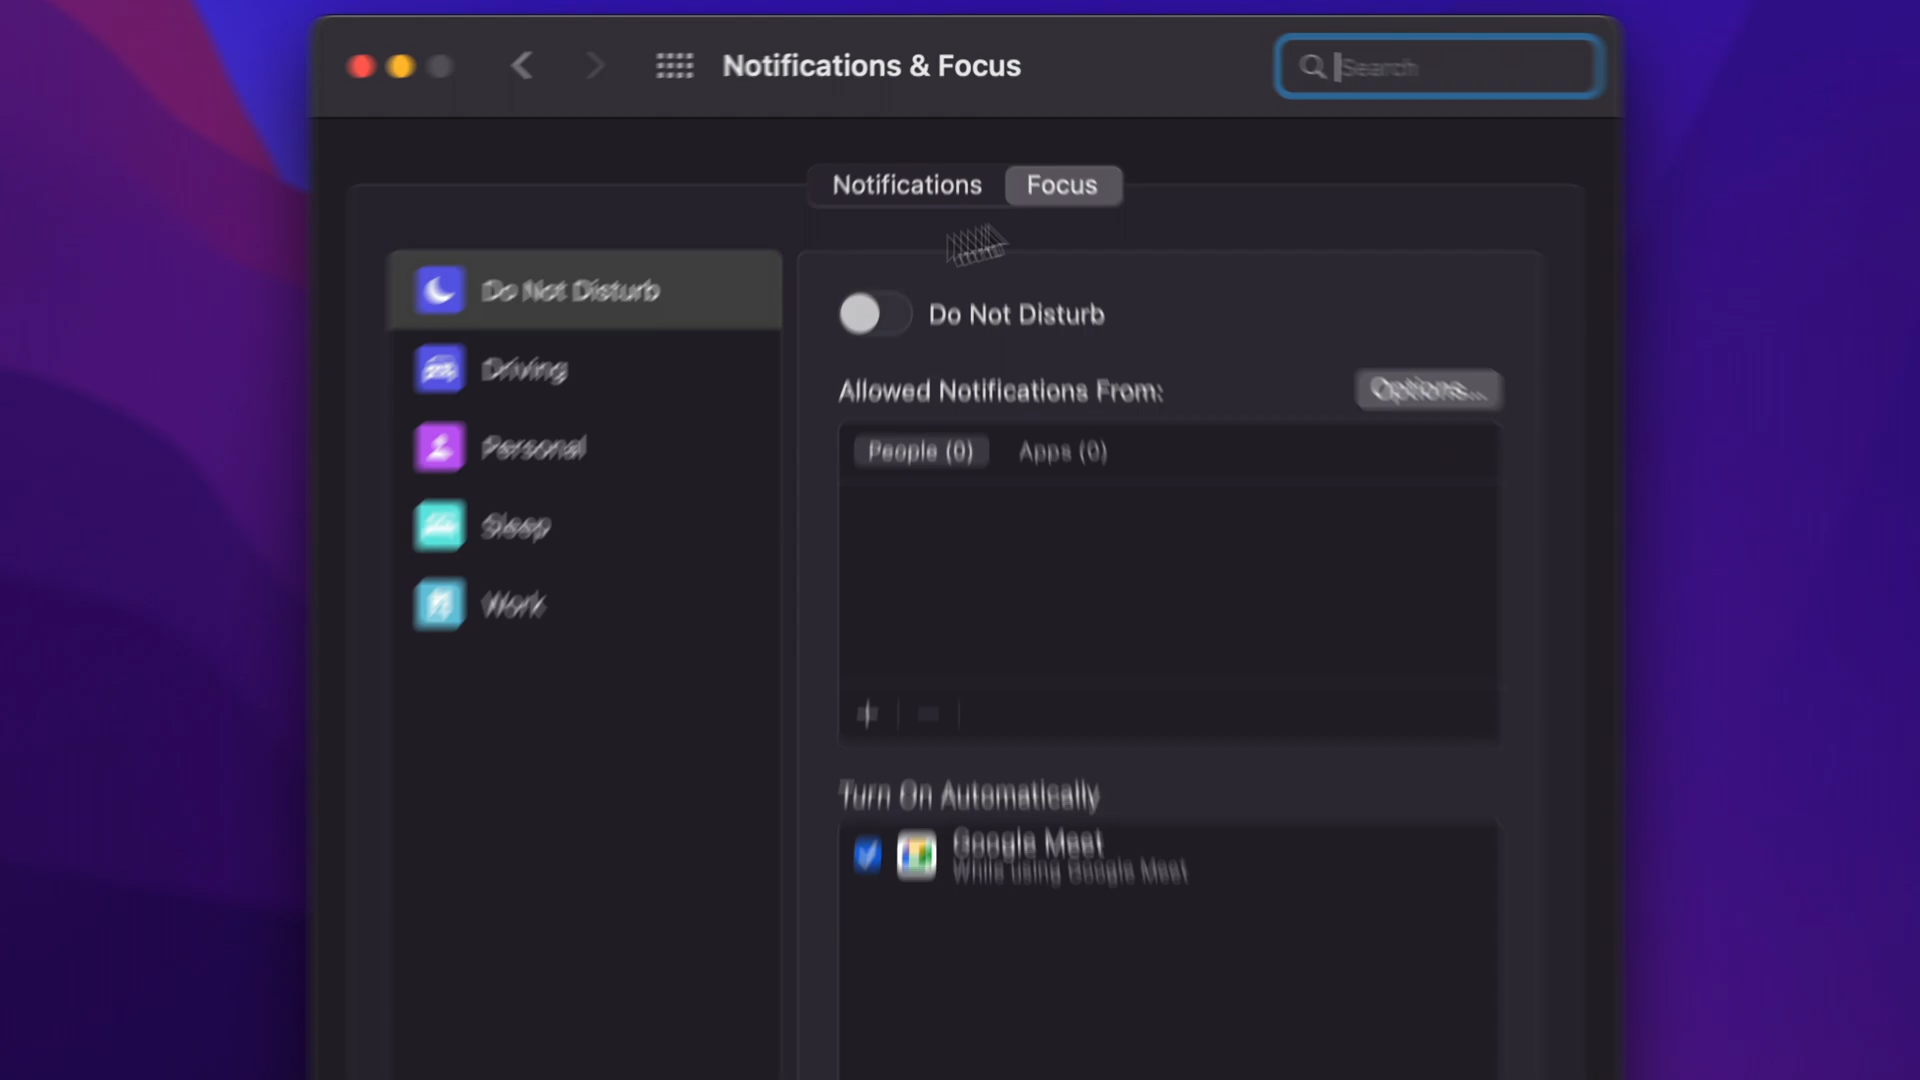 Notifications & Focus
Search
Notifications
Focus
Do Not Disturb
Driving
Personal
Sleep
Work
Do Not Disturb
Allowed Notifications From:
Options...
People (0)
Apps (0)
Turn On Automatically
Google Meet
While using Google Meet